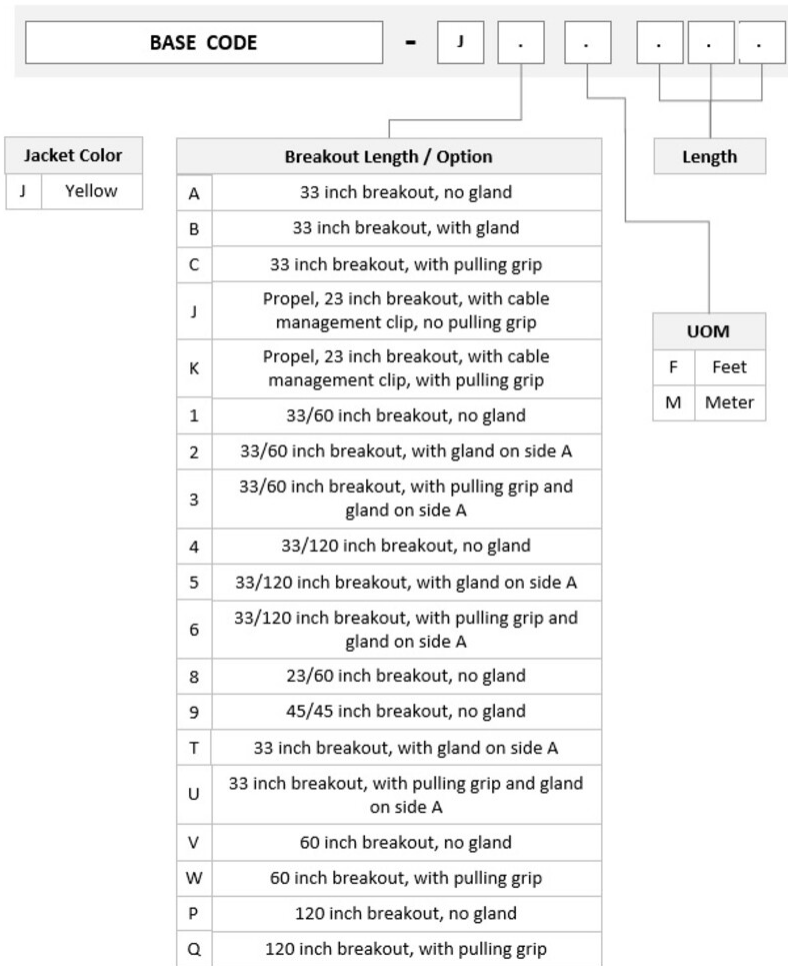 BASE CODE - J . . . . .
Jacket Color
J Yellow
Breakout Length / Option
A 33 inch breakout, no gland
B 33 inch breakout, with gland
C 33 inch breakout, with pulling grip
J Propel, 23 inch breakout, with cable
management clip, no pulling grip
K Propel, 23 inch breakout, with cable
management clip, with pulling grip
1 33/60 inch breakout, no gland
2 33/60 inch breakout, with gland on side A
3 33/60 inch breakout, with pulling grip and
gland on side A
4 33/120 inch breakout, no gland
5 33/120 inch breakout, with gland on side A
6 33/120 inch breakout, with pulling grip and
gland on side A
8 23/60 inch breakout, no gland
9 45/45 inch breakout, no gland
T 33 inch breakout, with gland on side A
U 33 inch breakout, with pulling grip and gland
on side A
V 60 inch breakout, no gland
W 60 inch breakout, with pulling grip
P 120 inch breakout, no gland
Q 120 inch breakout, with pulling grip
Length
UOM
F Feet
M Meter